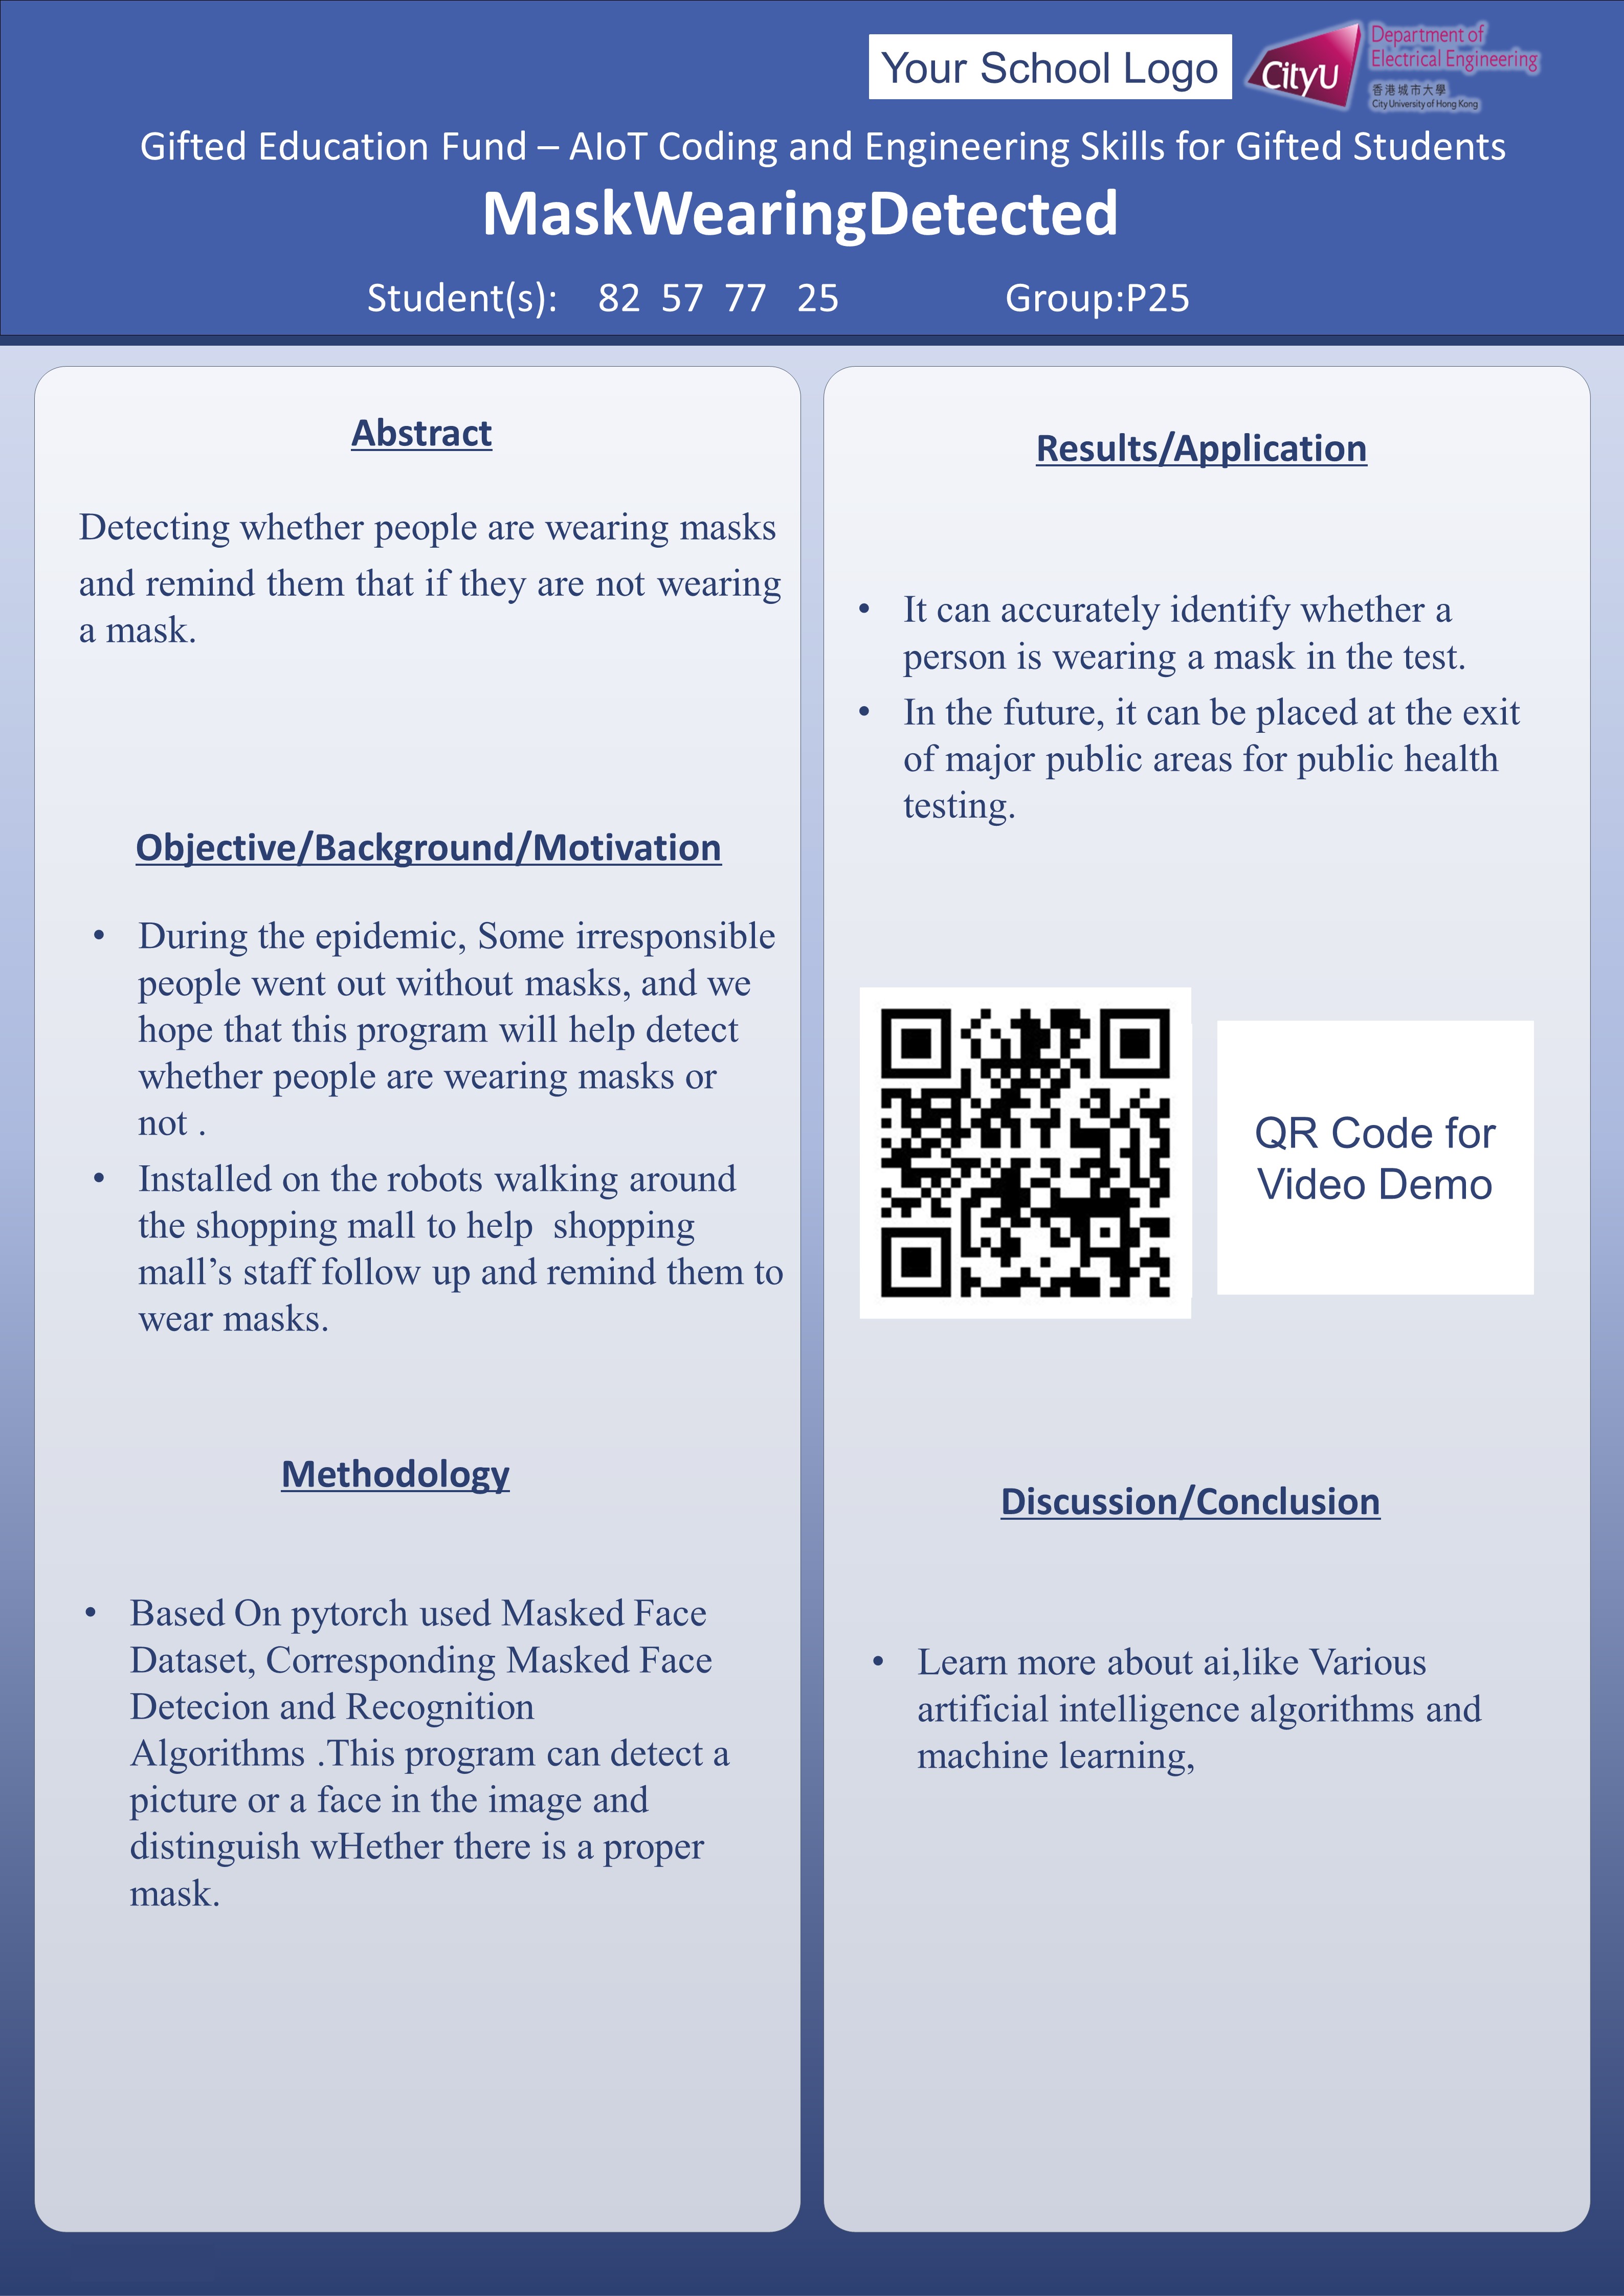 Your School Logo
CityU
Department of
Electrical Engineering
香港城市大學
City University of Hong Kong
Gifted Education Fund – AIoT Coding and Engineering Skills for Gifted Students
MaskWearingDetected
Student(s): 82 57 77 25 Group:P25
Abstract
Detecting whether people are wearing masks
and remind them that if they are not wearing
a mask.
Objective/Background/Motivation
• During the epidemic, Some irresponsible
people went out without masks, and we
hope that this program will help detect
whether people are wearing masks or
not .
• Installed on the robots walking around
the shopping mall to help shopping
mall’s staff follow up and remind them to
wear masks.
Methodology
• Based On pytorch used Masked Face
Dataset, Corresponding Masked Face
Detecion and Recognition
Algorithms .This program can detect a
picture or a face in the image and
distinguish wHether there is a proper
mask.
Results/Application
• It can accurately identify whether a
person is wearing a mask in the test.
• In the future, it can be placed at the exit
of major public areas for public health
testing.
QR Code for
Video Demo
Discussion/Conclusion
• Learn more about ai,like Various
artificial intelligence algorithms and
machine learning,